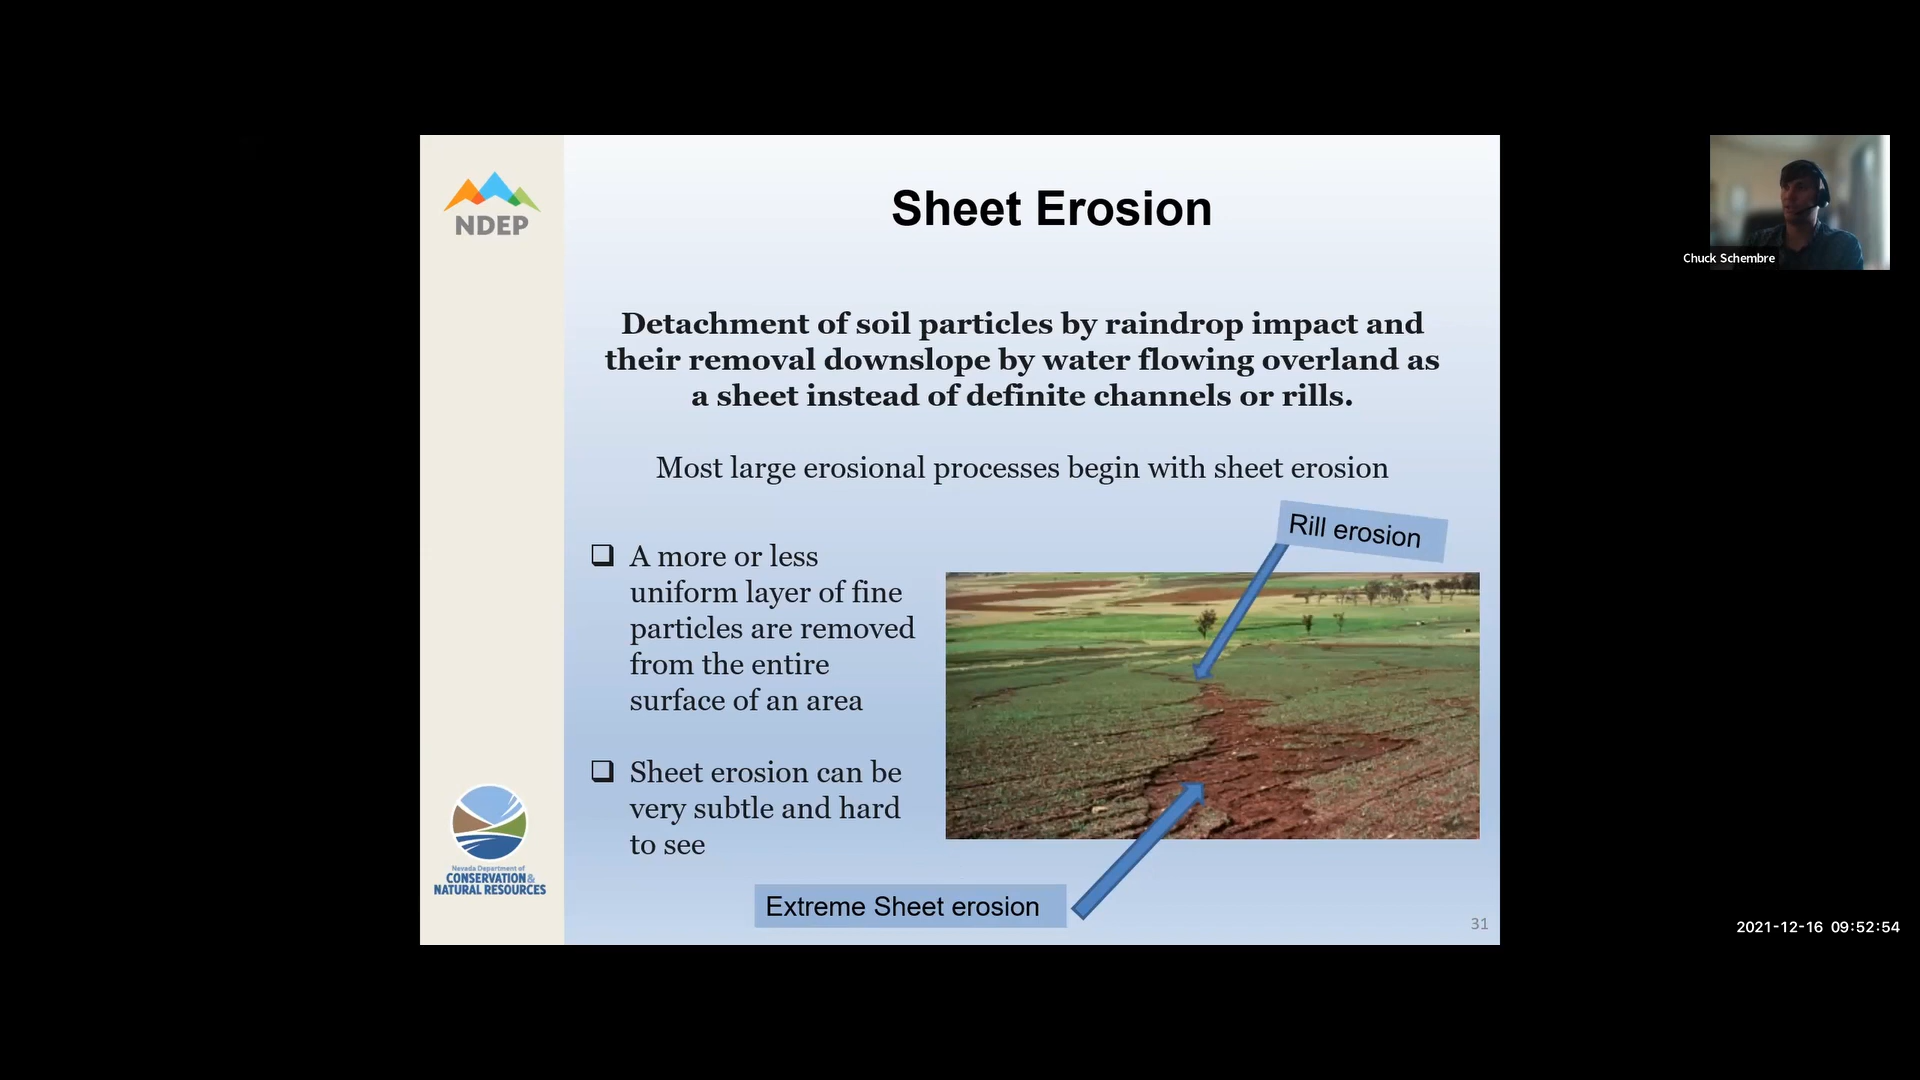 NDEP
Sheet Erosion
Chuck Schembre
Detachment of soil particles by raindrop impact and
their removal downslope by water flowing overland as
a sheet instead of definite channels or rills.
Most large erosional processes begin with sheet erosion
Rill erosion
❑ A more or less
uniform layer of fine
particles are removed
from the entire
surface of an area
❑ Sheet erosion can be
very subtle and hard
to see
Nevada Department of
CONSERVATION &
NATURAL RESOURCES
Extreme Sheet erosion
31
2021-12-16 09:52:54